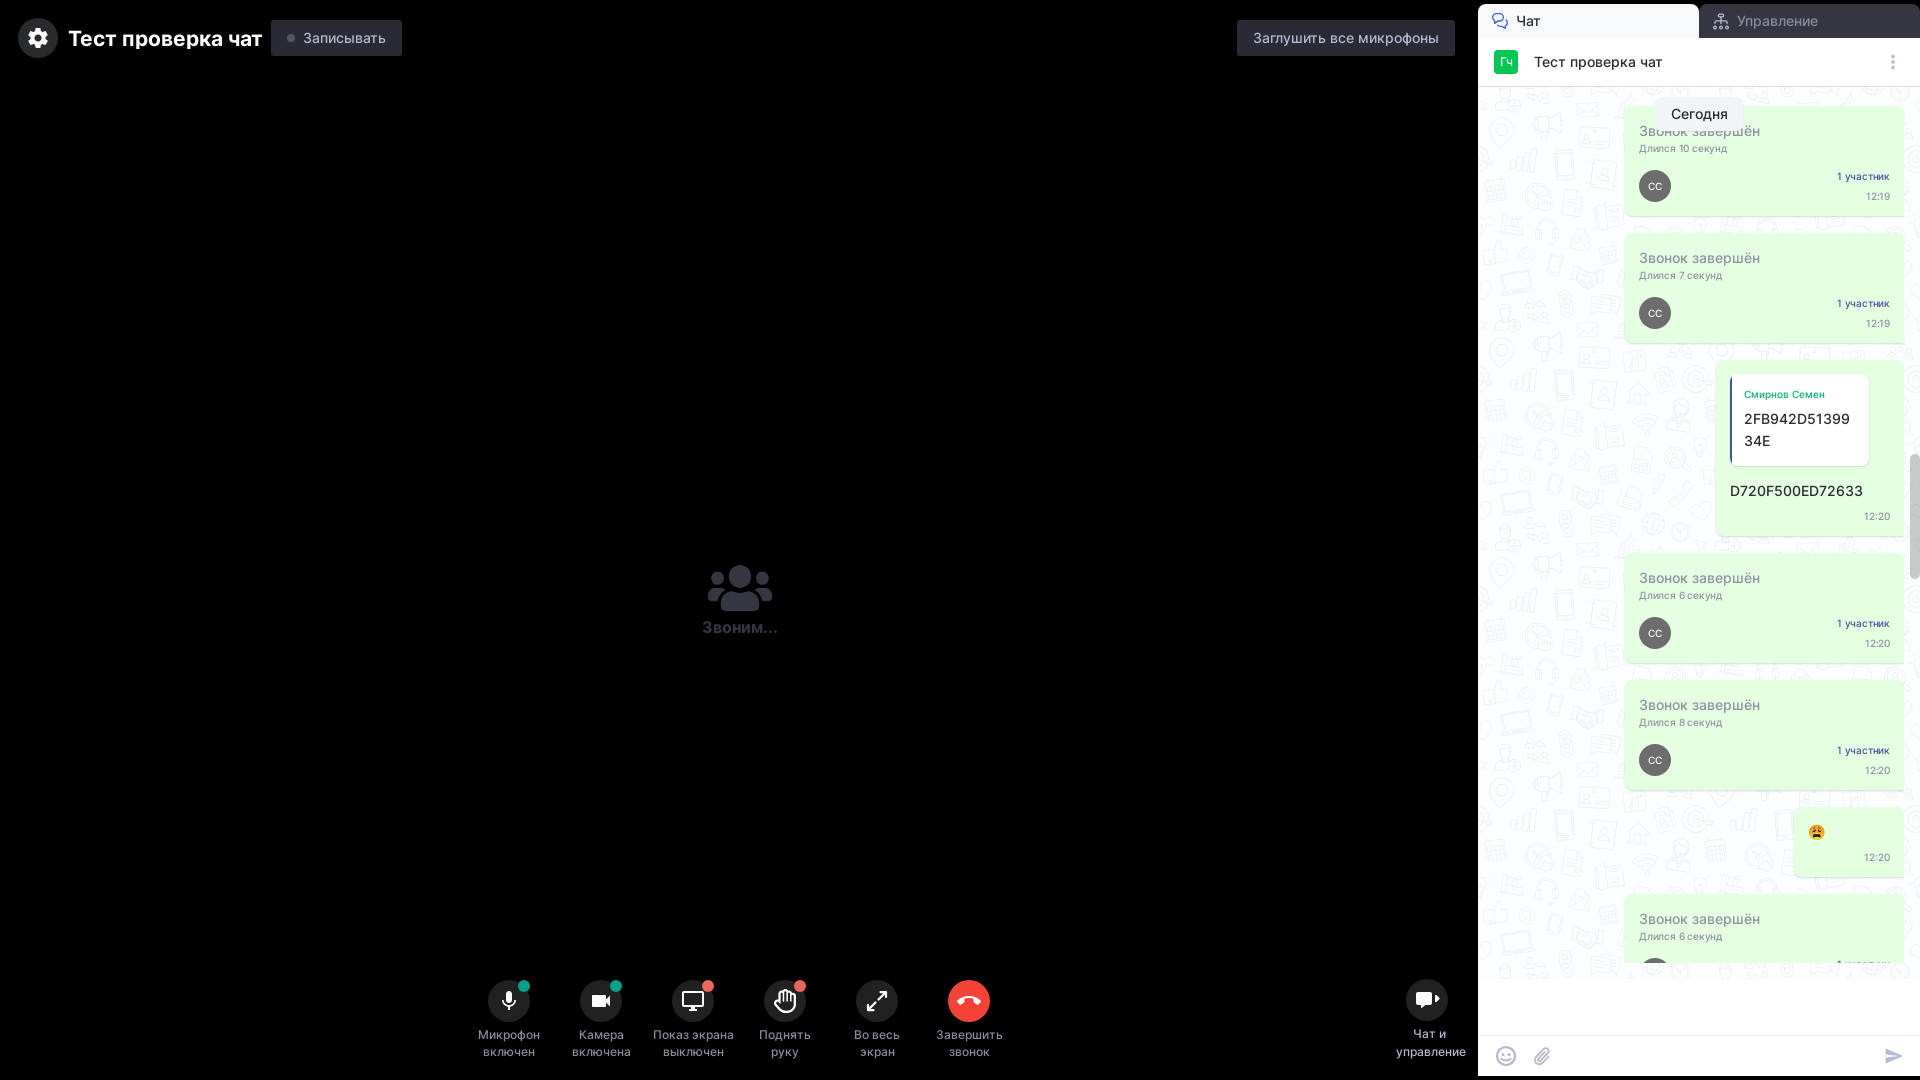 Тест проверка чат
Записывать
Заглушить все микрофоны
Звоним...
Микрофон
включен
Камера
включена
Показ экрана
выключен
Поднять
руку
Во весь
экран
Завершить
звонок
Чат и
управление
Чат
Управление
Гч
Тест проверка чат
Сегодня
Звонок завершён
Длился 10 секунд
СС
1 участник
12:19
Звонок завершён
Длился 7 секунд
СС
1 участник
12:19
Смирнов Семен
2FB942D51399
34E
D720F500ED72633
12:20
Звонок завершён
Длился 6 секунд
СС
1 участник
12:20
Звонок завершён
Длился 8 секунд
СС
1 участник
12:20
😩
12:20
Звонок завершён
Длился 6 секунд